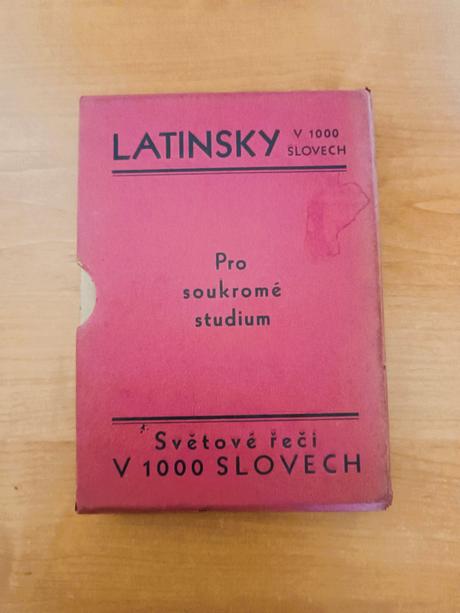 LATINSKY V 1000 SLOVECH
Pro
soukromé
studium
Světové řeči
V 1000 SLOVECH